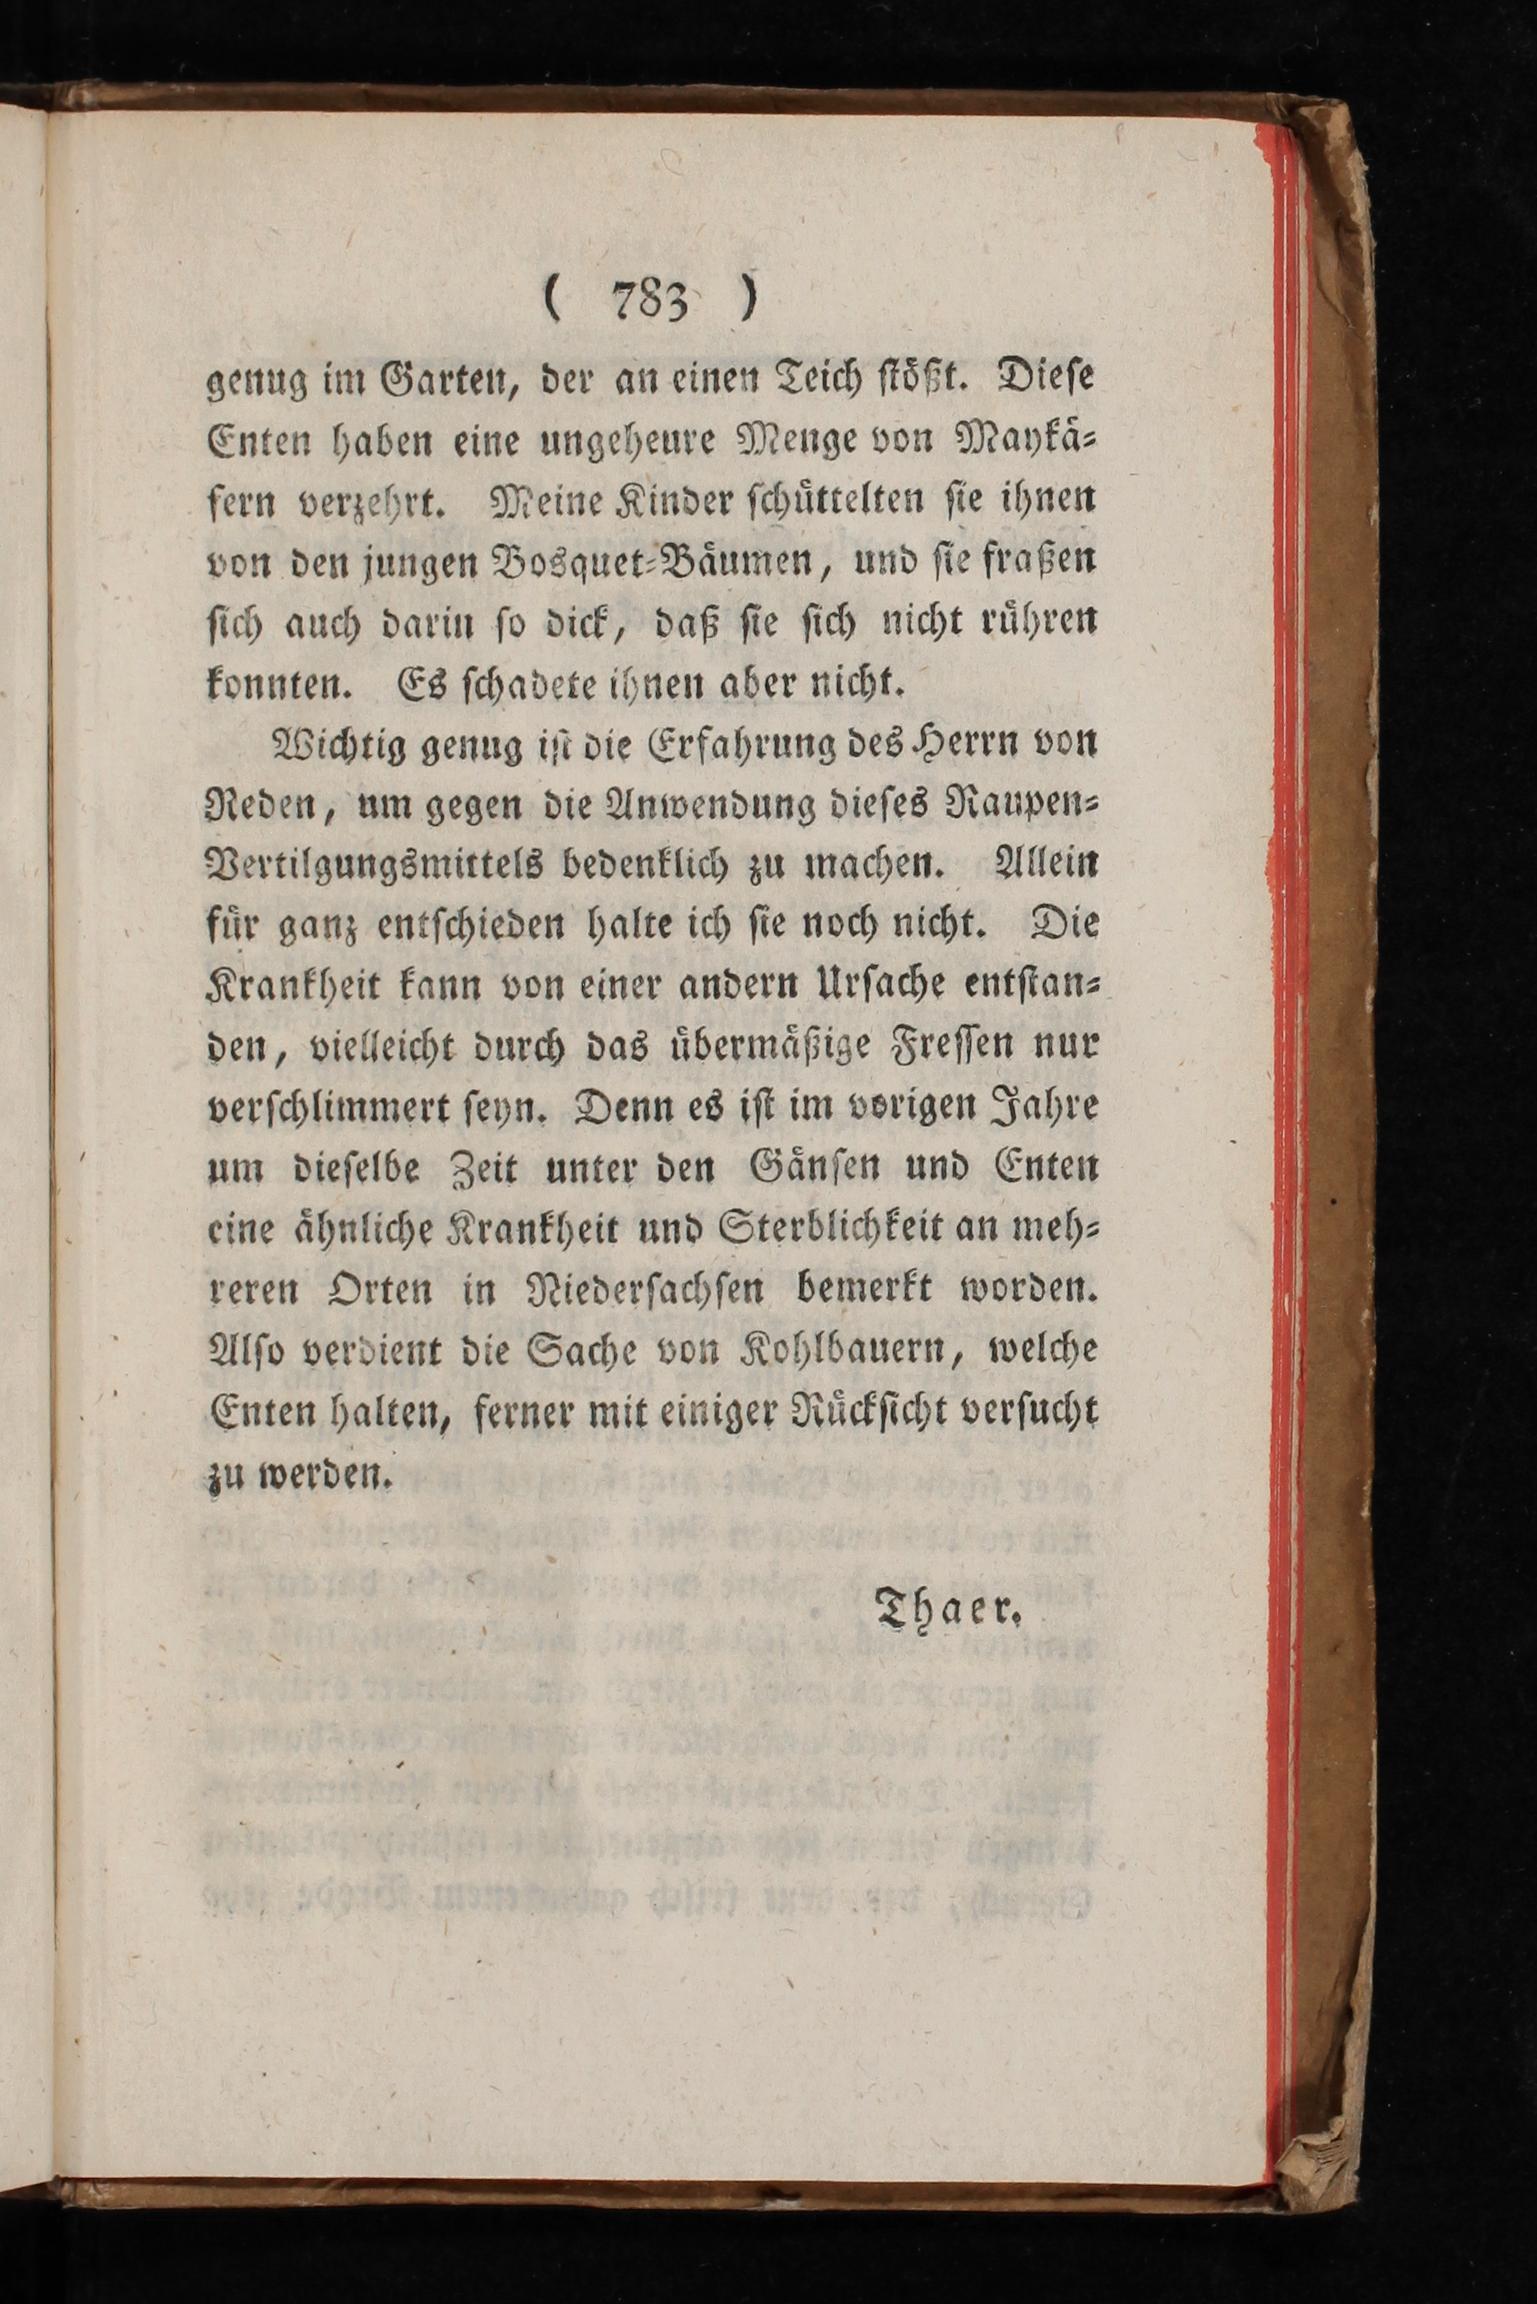 ( 783 )
genug im Garten, der an einen Teich ſtößt. Dieſe
Enten haben eine ungeheure Menge von Maykä-
fern verzehrt. Meine Kinder ſchüttelten ſie ihnen
von den jungen Bosquet-Bäumen, und ſie fraßen
ſich auch darin ſo dick, daß ſie ſich nicht rühren
konnten. Es ſchadete ihnen aber nicht.
Wichtig genug iſt die Erfahrung des Herrn von
Reden, um gegen die Anwendung dieſes Raupen-
Vertilgungsmittels bedenklich zu machen. Allein
für ganz entſchieden halte ich ſie noch nicht. Die
Krankheit kann von einer andern Urſache entſtan-
den, vielleicht durch das übermäßige Freſſen nur
verſchlimmert ſeyn. Denn es iſt im vorigen Jahre
um dieſelbe Zeit unter den Gänſen und Enten
eine ähnliche Krankheit und Sterblichkeit an meh-
reren Orten in Niederſachſen bemerkt worden.
Alſo verdient die Sache von Kohlbauern, welche
Enten halten, ferner mit einiger Rückſicht verſucht
zu werden.
Thaer.